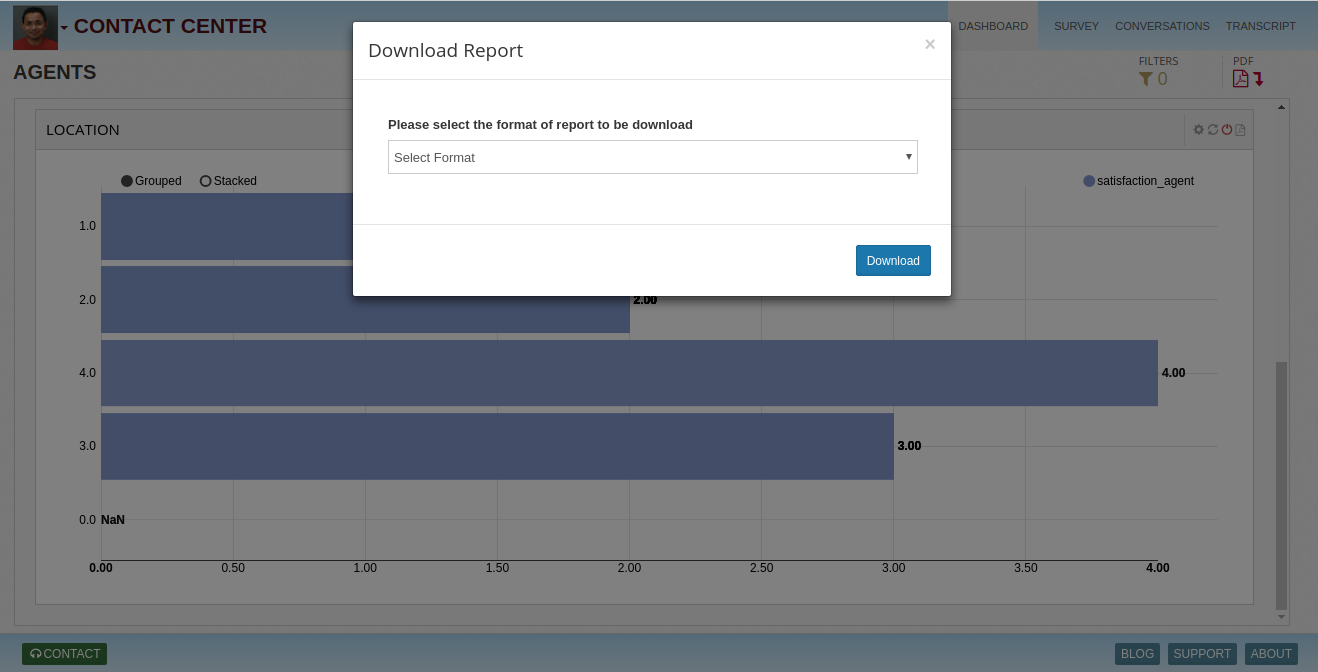 CONTACT CENTER
DASHBOARD
SURVEY
CONVERSATIONS
TRANSCRIPT
Download Report
×
AGENTS
FILTERS
0
PDF
Please select the format of report to be download
Select Format
Download
LOCATION
Grouped
Stacked
satisfaction_agent
1.0
2.0
2.00
4.0
4.00
3.0
3.00
0.0
NaN
0.00 0.50 1.00 1.50 2.00 2.50 3.00 3.50 4.00
CONTACT
BLOG
SUPPORT
ABOUT